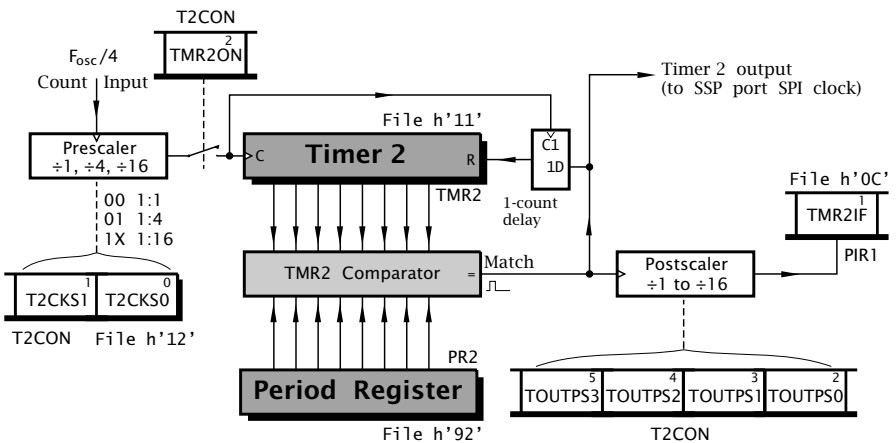 T2CON
2
TMR2ON
Fosc/4
Count Input
Timer 2 output
(to SSP port SPI clock)
File h'11'
Prescaler
÷1, ÷4, ÷16
C
Timer 2
R
C1
1D
TMR2
1-count
delay
File h'0C'
1
TMR2IF
PIR1
00 1:1
01 1:4
1X 1:16
TMR2 Comparator
=
Match
Postscaler
÷1 to ÷16
1
T2CKS1
0
T2CKS0
T2CON
File h'12'
PR2
Period Register
File h'92'
5
TOUTPS3
4
TOUTPS2
3
TOUTPS1
2
TOUTPS0
T2CON